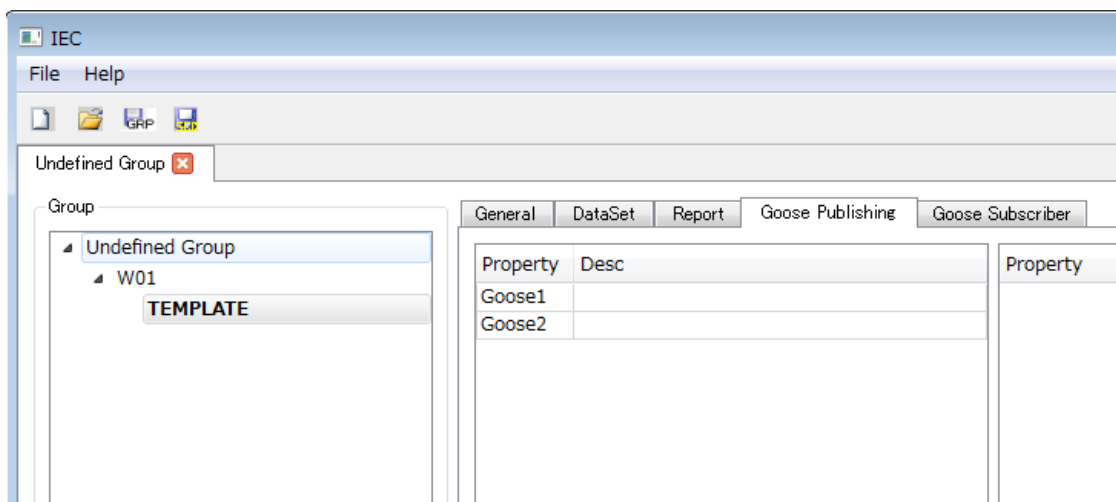 IEC
File Help
GRP
Undefined Group
Group
General DataSet Report Goose Publishing Goose Subscriber
Undefined Group
W01
TEMPLATE
Property Desc
Goose1
Goose2
Property